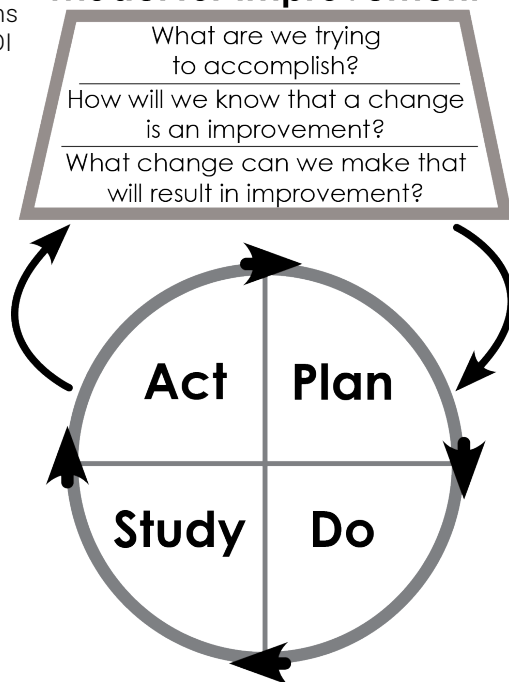 What are we trying
to accomplish?
How will we know that a change
is an improvement?
What change can we make that
will result in improvement?
Act Plan
Study Do